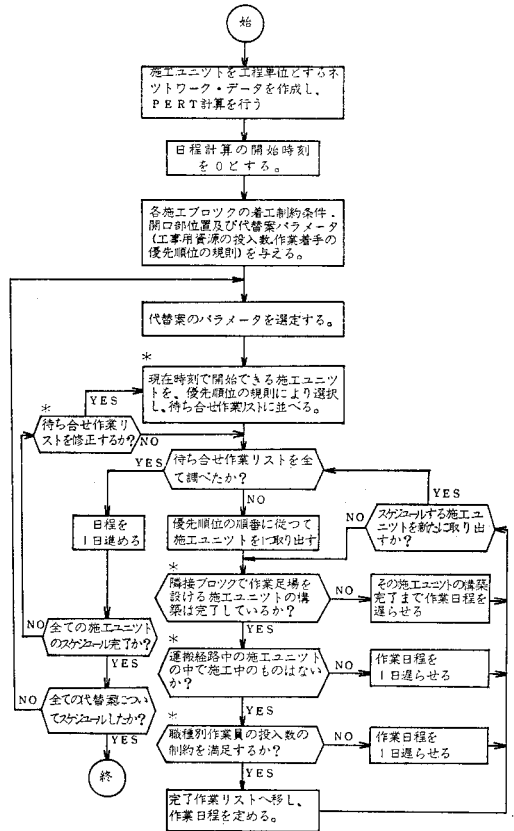 始
施工ユニツトを工程単位とするネ
ツトワーク・データを作成し、
PERT計算を行う
日程計算の開始時刻
を0とする。
各施工ブロツクの着工制約条件・
開口部位置及び代替案パラメータ
(工事用資源の投入数・作業着手の
優先順位の規則)を与える。
代替案のパラメータを選定する。
*
現在時刻で開始できる施工ユニツ
トを、優先順位の規則により選択
し、待ち合せ作業リストに並べる。
YES
*
待ち合せ作業リ
ストを修正するか?
NO
YES
待ち合せ作業リストを全
て調べたか?
NO
YES
スケジュールする施工ユ
ニツトを新たに取り出
すか?
NO
日程を
1日進める
優先順位の順番に従つて
施工ユニツトを1つ取り出す
*
隣接ブロツクで作業足場を
設ける施工ユニツトの構
築は完了しているか?
NO
その施工ユニツトの構築
完了まで作業日程を
遅らせる
NO
全ての施工ユニツト
のスケジュール完了か?
YES
YES
*
運搬経路中の施工ユニツト
の中で施工中のものはない
か?
NO
作業日程を
1日遅らせる
NO
全ての代替案につい
てスケジュールしたか?
YES
YES
*
職種別作業員の投入数の
制約を満足するか?
NO
作業日程を
1日遅らせる
終
YES
完了作業リストへ移し、
作業日程を定める。